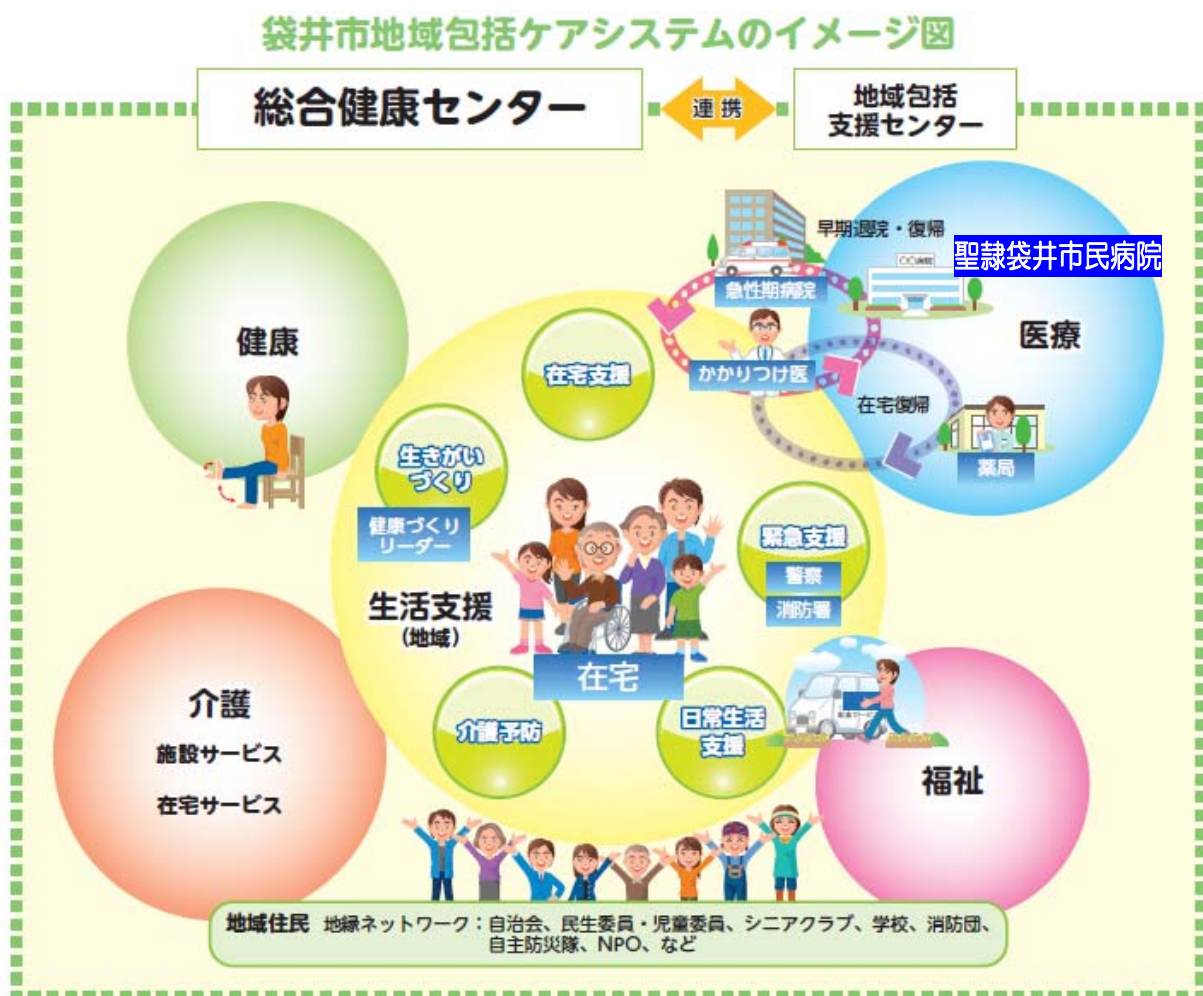 袋井市地域包括ケアシステムのイメージ図
総合健康センター
連携
地域包括
支援センター
健康
早期退院・復帰
〇〇病院
聖隷袋井市民病院
急性期病院
医療
かかりつけ医
在宅復帰
薬局
在宅支援
生きがい
づくり
健康づくり
リーダー
緊急支援
警察
消防署
生活支援
(地域)
在宅
介護予防
日常生活
支援
介護
施設サービス
在宅サービス
福祉
地域住民 地縁ネットワーク:自治会、民生委員・児童委員、シニアクラブ、学校、消防団、
自主防災隊、NPO、など